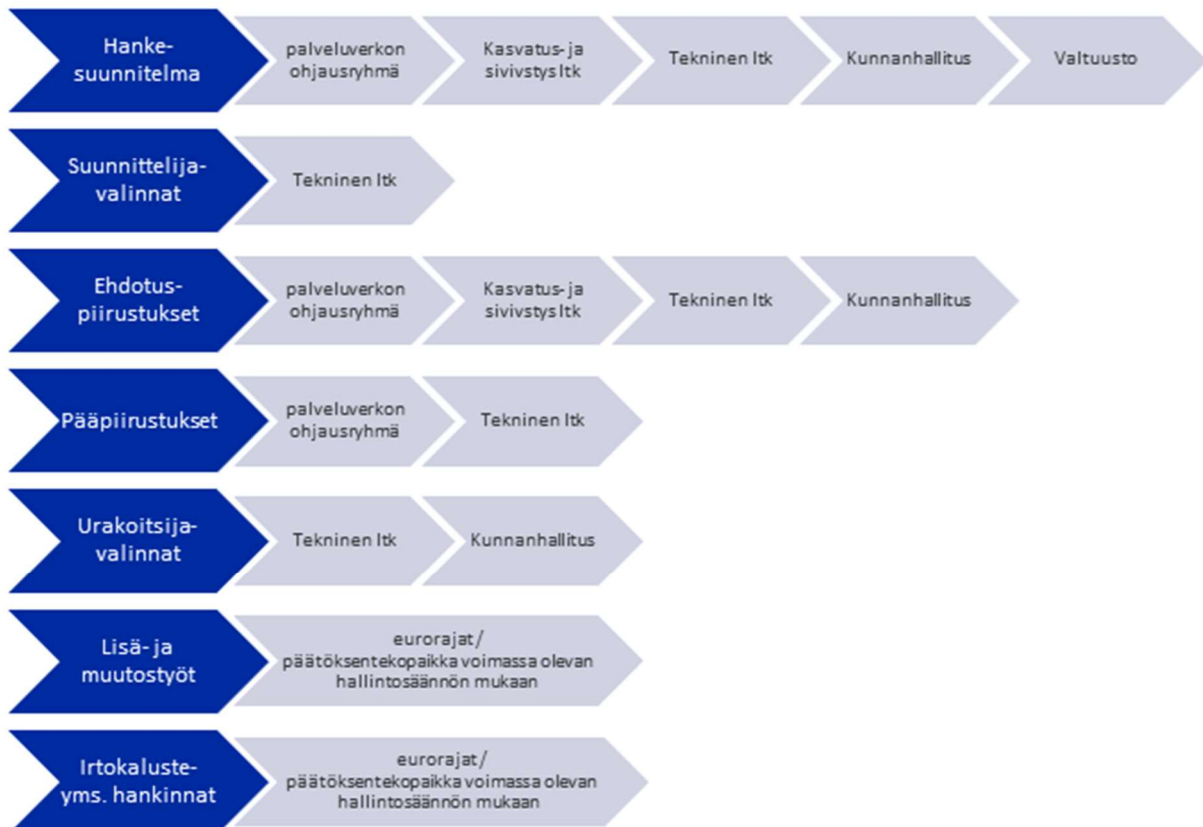 Hanke-
suunnitelma
palveluverkon
ohjausryhmä
Kasvatus- ja
sivivstys ltk
Tekninen ltk
Kunnanhallitus
Valtuusto
Suunnittelija-
valinnat
Tekninen ltk
Ehdotus-
piirustukset
palveluverkon
ohjausryhmä
Kasvatus- ja
sivivstys ltk
Tekninen ltk
Kunnanhallitus
Pääpiirustukset
palveluverkon
ohjausryhmä
Tekninen ltk
Urakoitsija-
valinnat
Tekninen ltk
Kunnanhallitus
Lisä- ja
muutostyöt
eurorajat/
päätöksentekopaikka voimassa olevan
hallintosäännön mukaan
Irtokaluste-
yms. hankinnat
eurorajat/
päätöksentekopaikka voimassa olevan
hallintosäännön mukaan